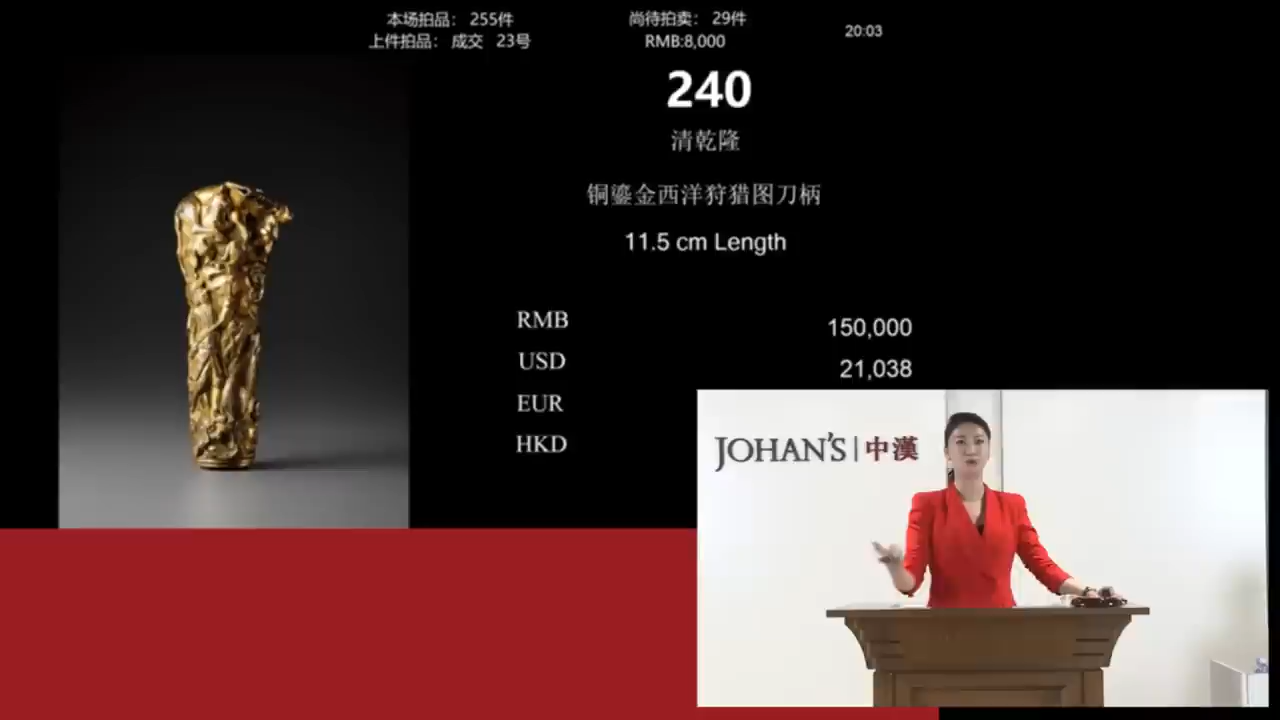 本场拍品： 255件
尚待拍卖： 29件
上件拍品： 成交 23号
RMB:8,000
20:03
240
清乾隆
铜鎏金西洋狩猎图刀柄
11.5 cm Length
RMB 150,000
USD 21,038
EUR
HKD
JOHAN'S | 中漢